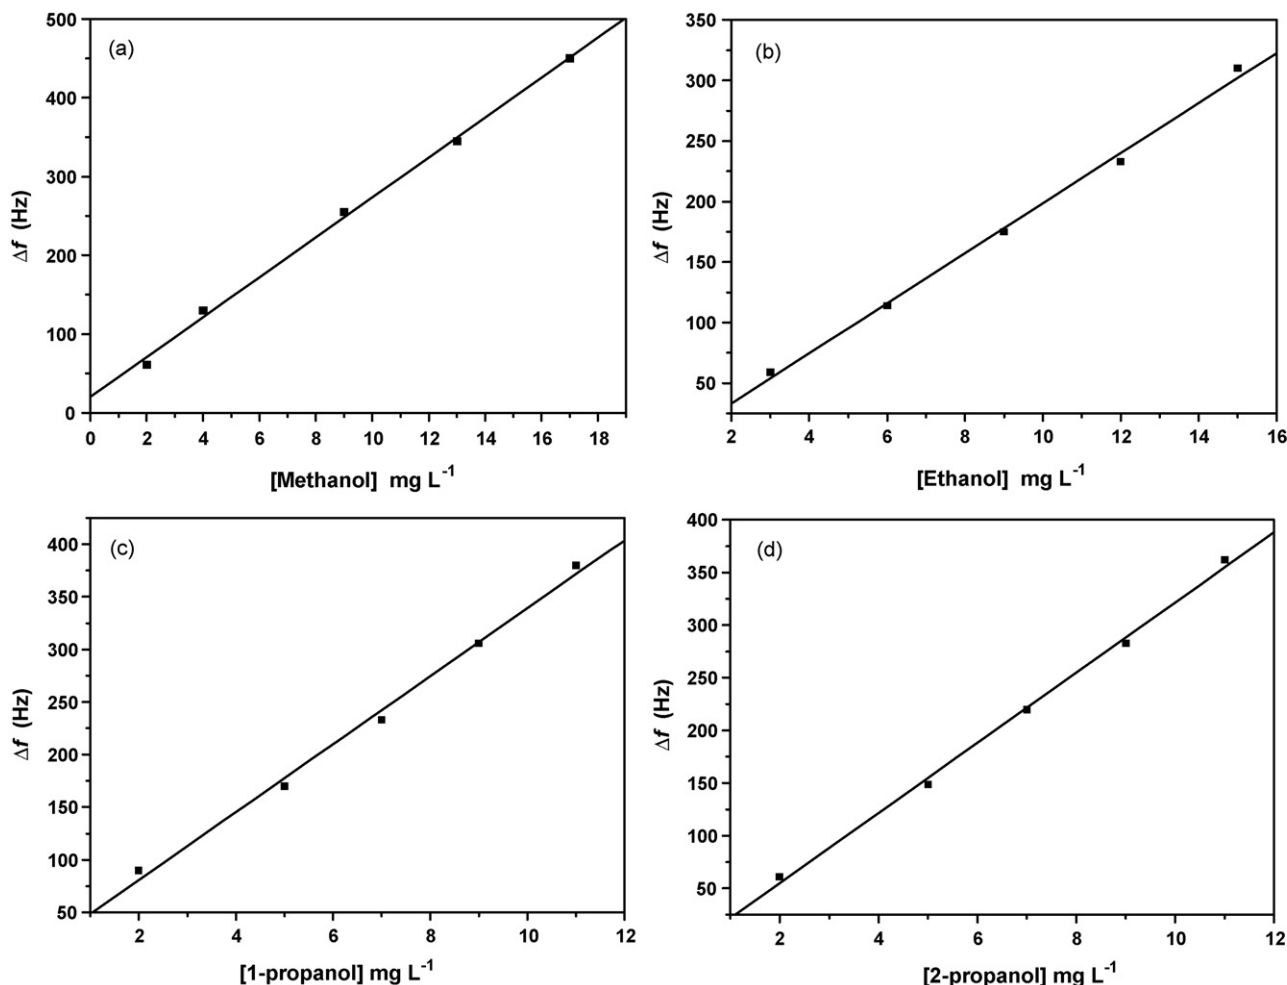 (a)
500
400
300
200
100
0
Δf (Hz)
0 2 4 6 8 10 12 14 16 18
[Methanol] mg L⁻¹
(b)
350
300
250
200
150
100
50
Δf (Hz)
2 4 6 8 10 12 14 16
[Ethanol] mg L⁻¹
(c)
400
350
300
250
200
150
100
50
Δf (Hz)
2 4 6 8 10 12
[1-propanol] mg L⁻¹
(d)
400
350
300
250
200
150
100
50
Δf (Hz)
2 4 6 8 10 12
[2-propanol] mg L⁻¹